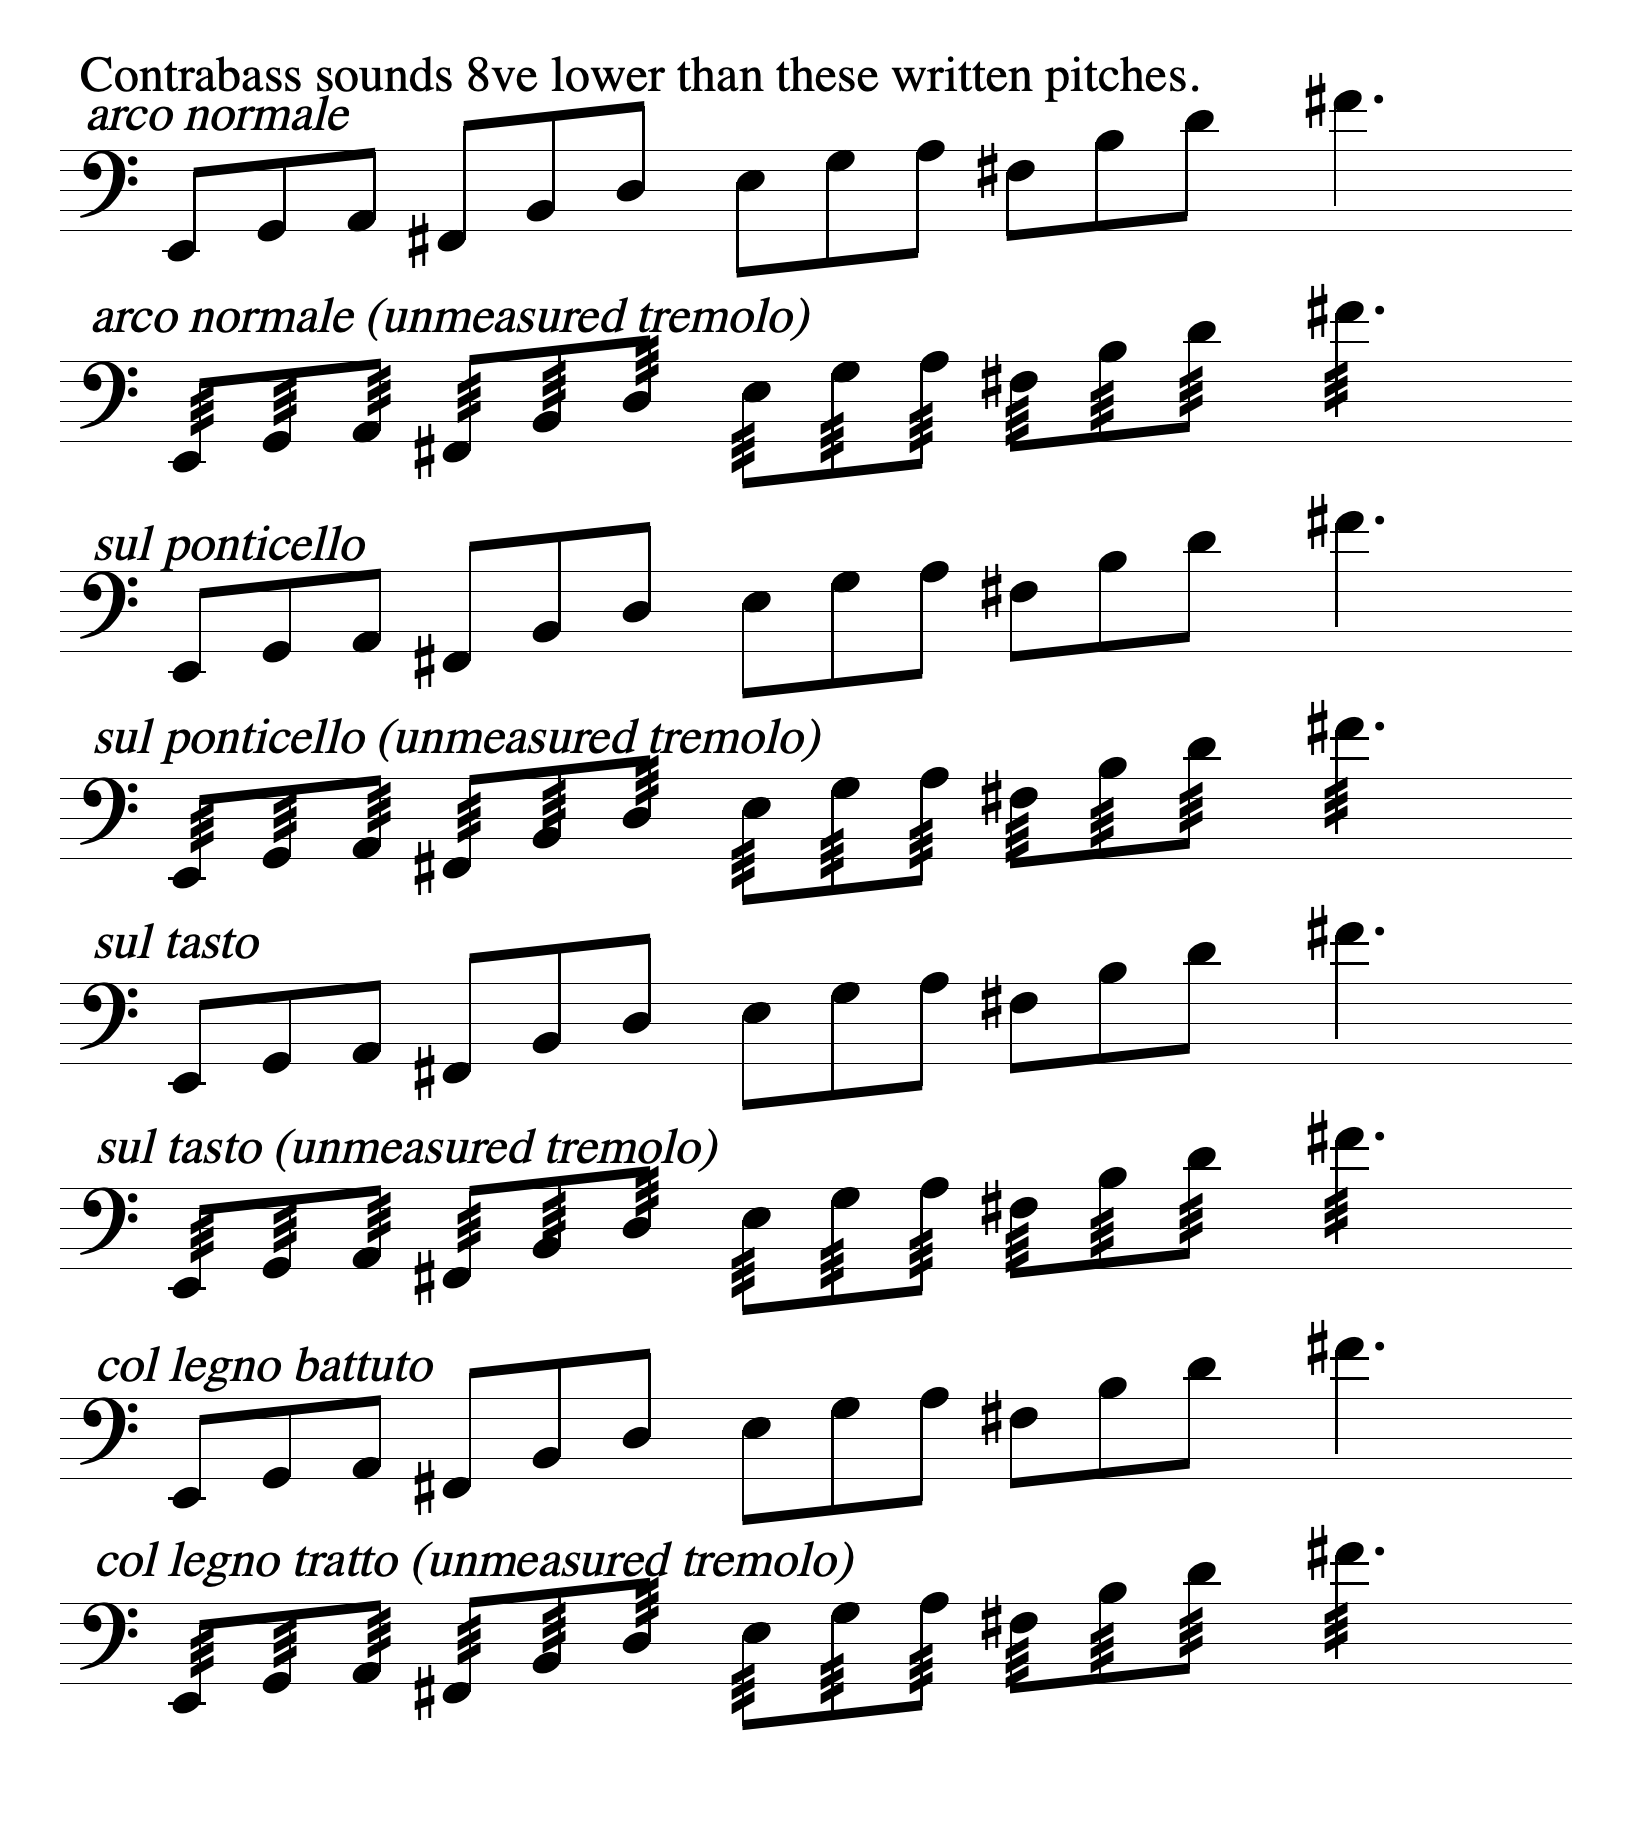 Contrabass sounds 8ve lower than these written pitches.
arco normale
arco normale (unmeasured tremolo)
sul ponticello
sul ponticello (unmeasured tremolo)
sul tasto
sul tasto (unmeasured tremolo)
col legno battuto
col legno tratto (unmeasured tremolo)